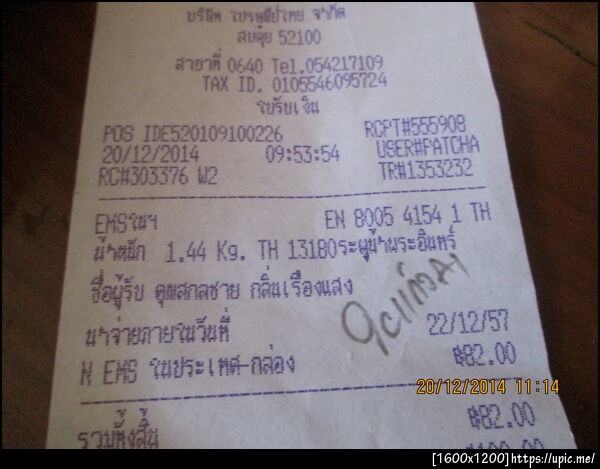 บริษัท ไปรษณีย์ไทย จำกัด
สบตุ๋ย 52100
สาขาที่ 0640 Tel.054217109
TAX ID. 0105546095724
ใบรับเงิน
POS IDE520109100226 RCPT#555908
20/12/2014 09:53:54 USER#PATCHA
RC#303376 W2 TR#1353232
EMSในฯ EN 8005 4154 1 TH
น้ำหนัก 1.44 Kg. TH 13180ระตูน้ำพระอินทร์
ชื่อผู้รับ คุณสกลชาย กลิ่นเรืองแสง
นำจ่ายภายในวันที่ 22/12/57
N EMS ในประเทศ-กล่อง ฿82.00
20/12/2014 11:14
รวมทั้งสิ้น ฿82.00
[1600x1200]https://upic.me/